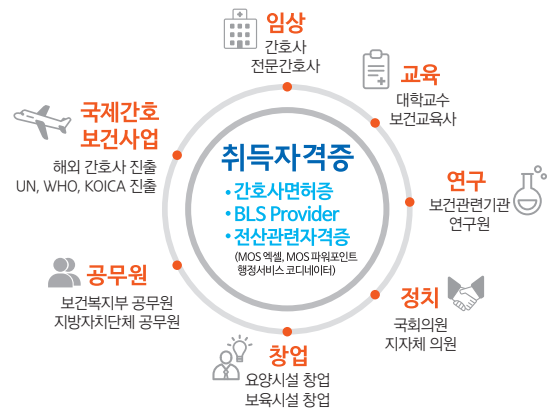 임상
간호사
전문간호사
교육
대학교수
보건교육사
국제간호
보건사업
해외 간호사 진출
UN, WHO, KOICA 진출
취득자격증
• 간호사면허증
• BLS Provider
• 전산관련자격증
(MOS 엑셀, MOS 파워포인트
행정서비스 코디네이터)
연구
보건관련기관
연구원
공무원
보건복지부 공무원
지방자치단체 공무원
정치
국회의원
지자체 의원
창업
요양시설 창업
보육시설 창업